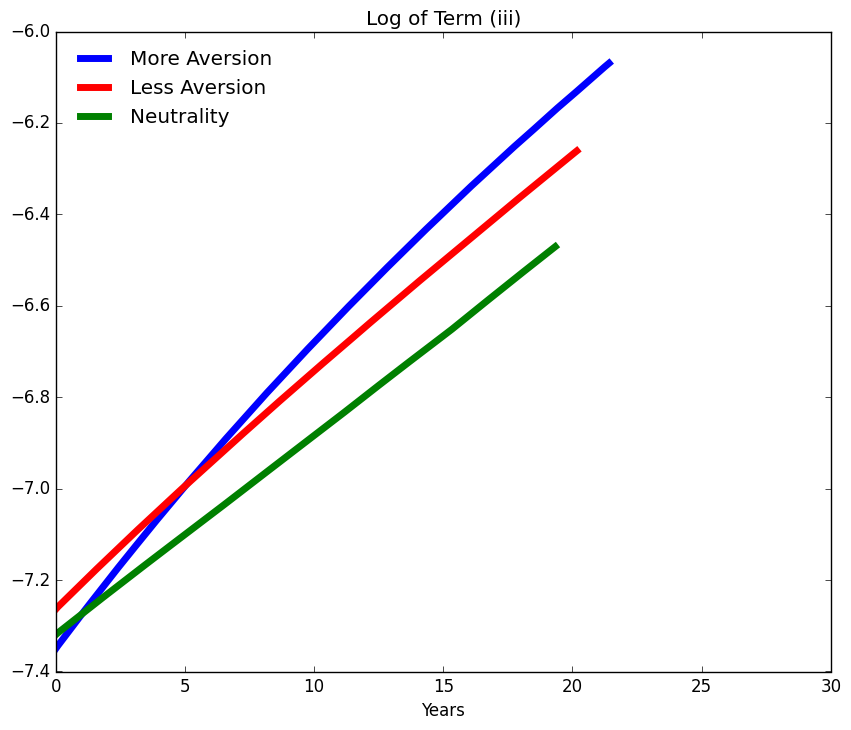 Log of Term (iii)
−6.0
−6.2
−6.4
−6.6
−6.8
−7.0
−7.2
−7.4
More Aversion
Less Aversion
Neutrality
0 5 10 15 20 25 30
Years